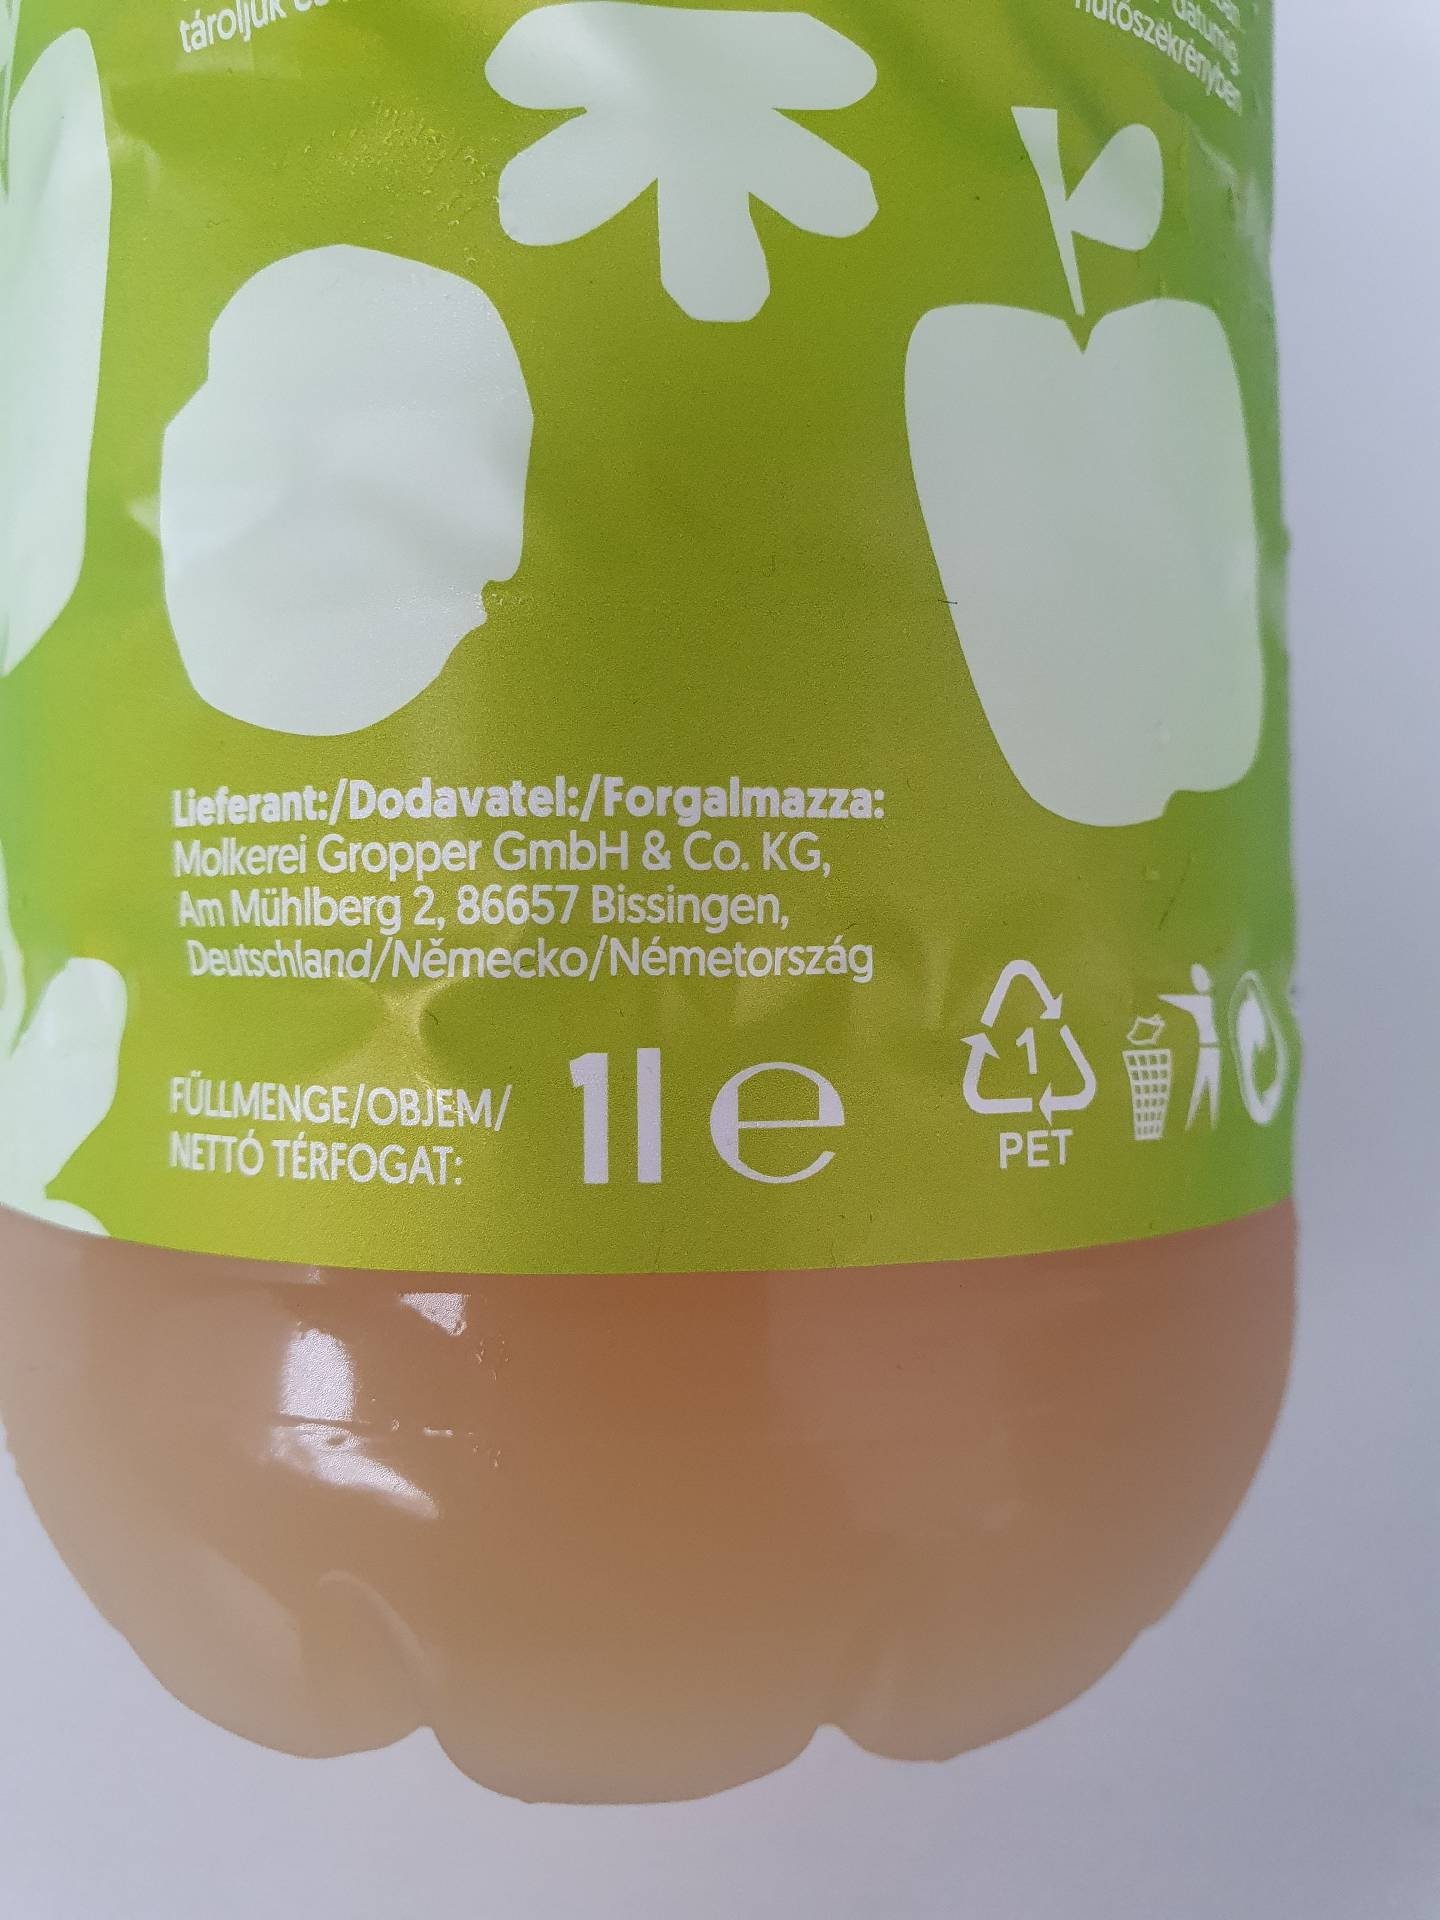 tároljuk
dátumig
hűtőszekrényben
Lieferant:/Dodavatel:/Forgalmazza:
Molkerei Gropper GmbH & Co. KG,
Am Mühlberg 2, 86657 Bissingen,
Deutschland/Německo/Németország
FÜLLMENGE/OBJEM/
NETTÓ TÉRFOGAT:
1l e
1
PET